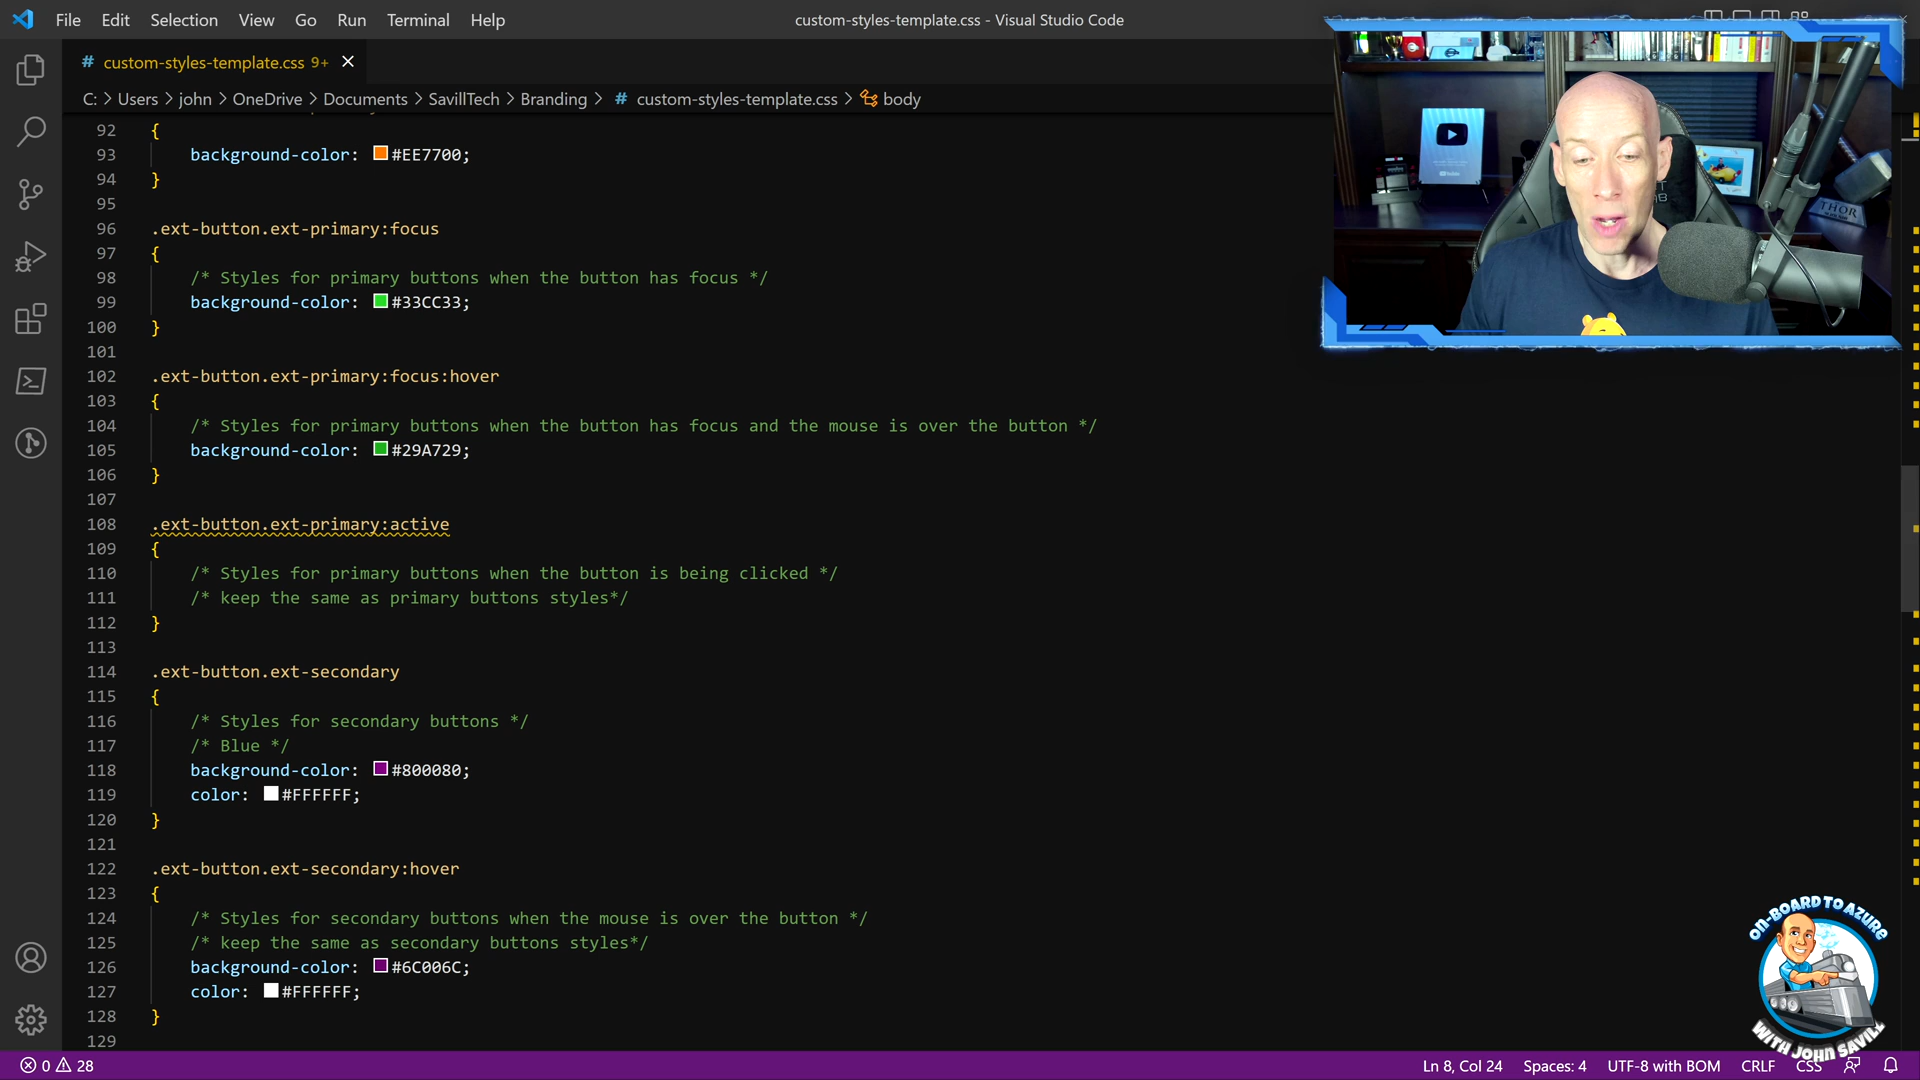 File Edit Selection View Go Run Terminal Help
custom-styles-template.css - Visual Studio Code
# custom-styles-template.css 9+
C: > Users > john > OneDrive > Documents > SavillTech > Branding > # custom-styles-template.css > body
92 {
93 background-color: #EE7700;
94 }
95
96 .ext-button.ext-primary:focus
97 {
98 /* Styles for primary buttons when the button has focus */
99 background-color: #33CC33;
100 }
101
102 .ext-button.ext-primary:focus:hover
103 {
104 /* Styles for primary buttons when the button has focus and the mouse is over the button */
105 background-color: #29A729;
106 }
107
108 .ext-button.ext-primary:active
109 {
110 /* Styles for primary buttons when the button is being clicked */
111 /* keep the same as primary buttons styles*/
112 }
113
114 .ext-button.ext-secondary
115 {
116 /* Styles for secondary buttons */
117 /* Blue */
118 background-color: #800080;
119 color: #FFFFFF;
120 }
121
122 .ext-button.ext-secondary:hover
123 {
124 /* Styles for secondary buttons when the mouse is over the button */
125 /* keep the same as secondary buttons styles*/
126 background-color: #6C006C;
127 color: #FFFFFF;
128 }
129
THOR
ON-BOARD TO AZURE
WITH JOHN SAVILL
0 28
Ln 8, Col 24 Spaces: 4 UTF-8 with BOM CRLF CSS